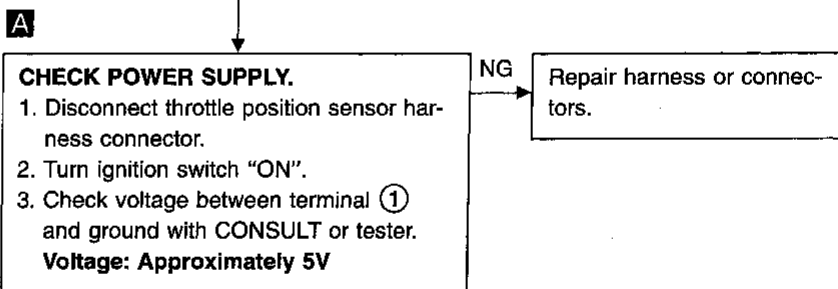 A
CHECK POWER SUPPLY.
1. Disconnect throttle position sensor har-
ness connector.
2. Turn ignition switch “ON”.
3. Check voltage between terminal ①
and ground with CONSULT or tester.
Voltage: Approximately 5V
NG
Repair harness or connec-
tors.